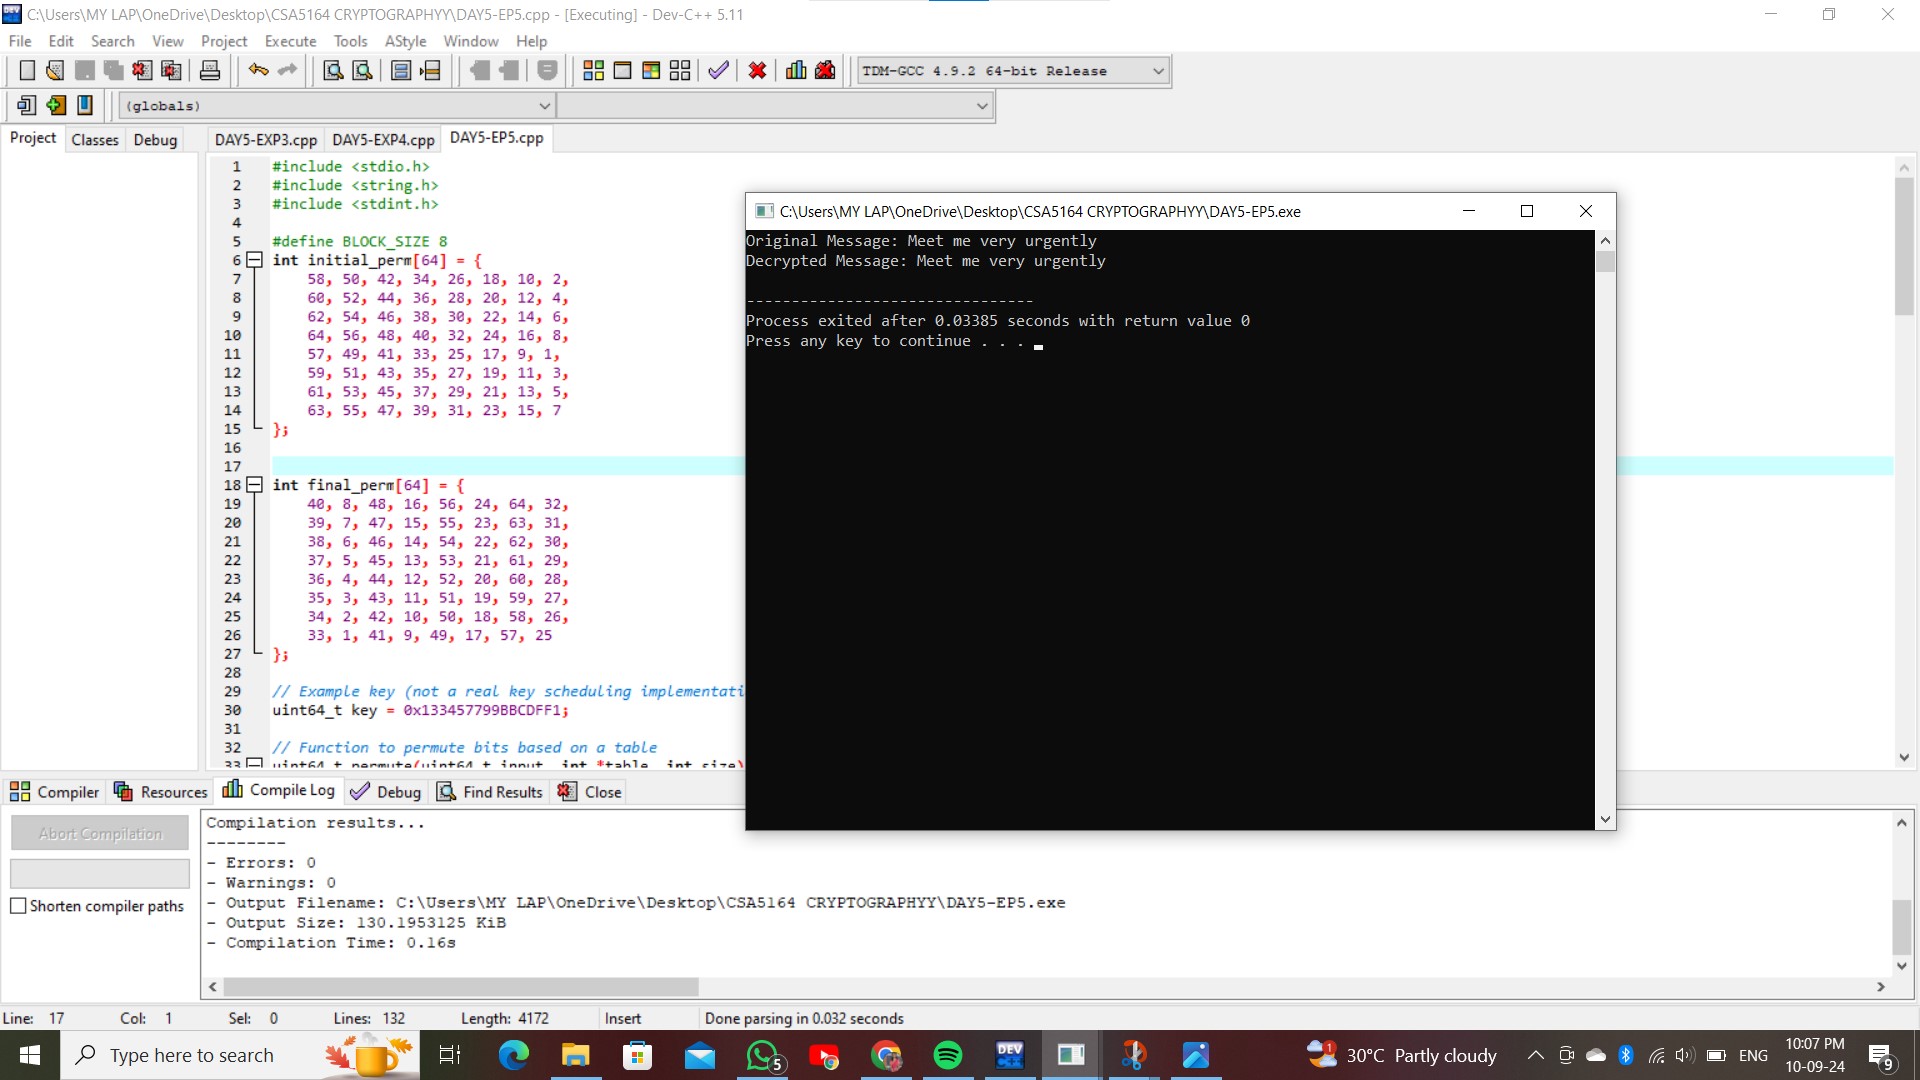 C:\Users\MY LAP\OneDrive\Desktop\CSA5164 CRYPTOGRAPHYY\DAY5-EP5.cpp - [Executing] - Dev-C++ 5.11
File Edit Search View Project Execute Tools AStyle Window Help
TDM-GCC 4.9.2 64-bit Release
(globals)
Project Classes Debug DAY5-EXP3.cpp DAY5-EXP4.cpp DAY5-EP5.cpp
1 #include <stdio.h>
2 #include <string.h>
3 #include <stdint.h>
4
5 #define BLOCK_SIZE 8
6 int initial_perm[64] = {
7 58, 50, 42, 34, 26, 18, 10, 2,
8 60, 52, 44, 36, 28, 20, 12, 4,
9 62, 54, 46, 38, 30, 22, 14, 6,
10 64, 56, 48, 40, 32, 24, 16, 8,
11 57, 49, 41, 33, 25, 17, 9, 1,
12 59, 51, 43, 35, 27, 19, 11, 3,
13 61, 53, 45, 37, 29, 21, 13, 5,
14 63, 55, 47, 39, 31, 23, 15, 7
15 };
16
17
18 int final_perm[64] = {
19 40, 8, 48, 16, 56, 24, 64, 32,
20 39, 7, 47, 15, 55, 23, 63, 31,
21 38, 6, 46, 14, 54, 22, 62, 30,
22 37, 5, 45, 13, 53, 21, 61, 29,
23 36, 4, 44, 12, 52, 20, 60, 28,
24 35, 3, 43, 11, 51, 19, 59, 27,
25 34, 2, 42, 10, 50, 18, 58, 26,
26 33, 1, 41, 9, 49, 17, 57, 25
27 };
28
29 // Example key (not a real key scheduling implementati
30 uint64_t key = 0x133457799BBCDFF1;
31
32 // Function to permute bits based on a table
33 uint64_t permute(uint64_t input, int *table, int size)
C:\Users\MY LAP\OneDrive\Desktop\CSA5164 CRYPTOGRAPHYY\DAY5-EP5.exe
Original Message: Meet me very urgently
Decrypted Message: Meet me very urgently
--------------------------------
Process exited after 0.03385 seconds with return value 0
Press any key to continue . . .
Compiler Resources Compile Log Debug Find Results Close
Abort Compilation
Shorten compiler paths
Compilation results...
--------
- Errors: 0
- Warnings: 0
- Output Filename: C:\Users\MY LAP\OneDrive\Desktop\CSA5164 CRYPTOGRAPHYY\DAY5-EP5.exe
- Output Size: 130.1953125 KiB
- Compilation Time: 0.16s
Line: 17 Col: 1 Sel: 0 Lines: 132 Length: 4172 Insert Done parsing in 0.032 seconds
Type here to search
5
DEV C++
1
30°C Partly cloudy
ENG
10:07 PM
10-09-24
9